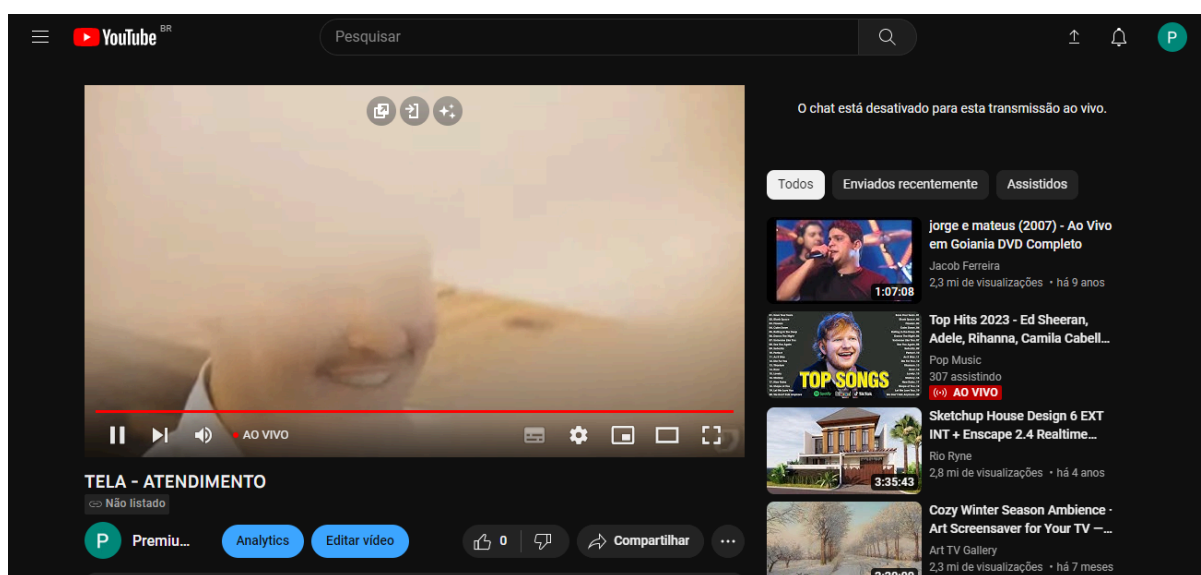 YouTube BR
Pesquisar
P
O chat está desativado para esta transmissão ao vivo.
Todos
Enviados recentemente
Assistidos
jorge e mateus (2007) - Ao Vivo
em Goiania DVD Completo
Jacob Ferreira
2,3 mi de visualizações • há 9 anos
1:07:08
Top Hits 2023 - Ed Sheeran,
Adele, Rihanna, Camila Cabell...
Pop Music
307 assistindo
AO VIVO
TOP SONGS
Sketchup House Design 6 EXT
INT + Enscape 2.4 Realtime...
Rio Ryne
2,8 mi de visualizações • há 4 anos
3:35:43
Cozy Winter Season Ambience -
Art Screensaver for Your TV —...
Art TV Gallery
2,3 mi de visualizações • há 7 meses
AO VIVO
TELA - ATENDIMENTO
Não listado
P
Premiu...
Analytics
Editar vídeo
0
Compartilhar